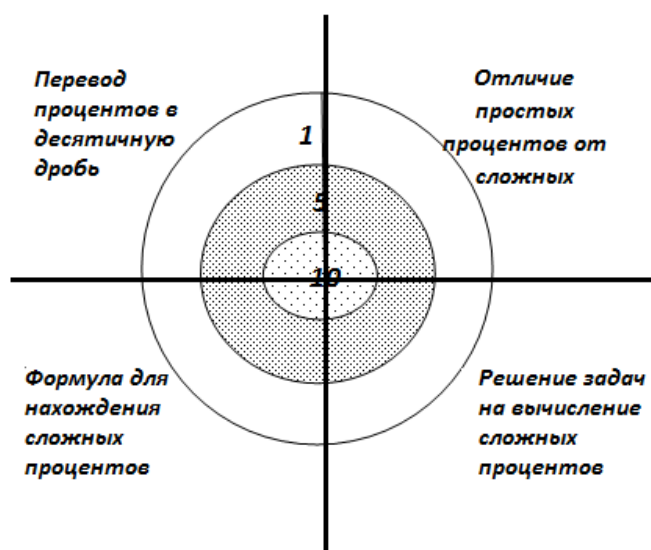 Перевод
процентов в
десятичную
дробь
Отличие
простых
процентов от
сложных
1
5
10
Формула для
нахождения
сложных
процентов
Решение задач
на вычисление
сложных
процентов